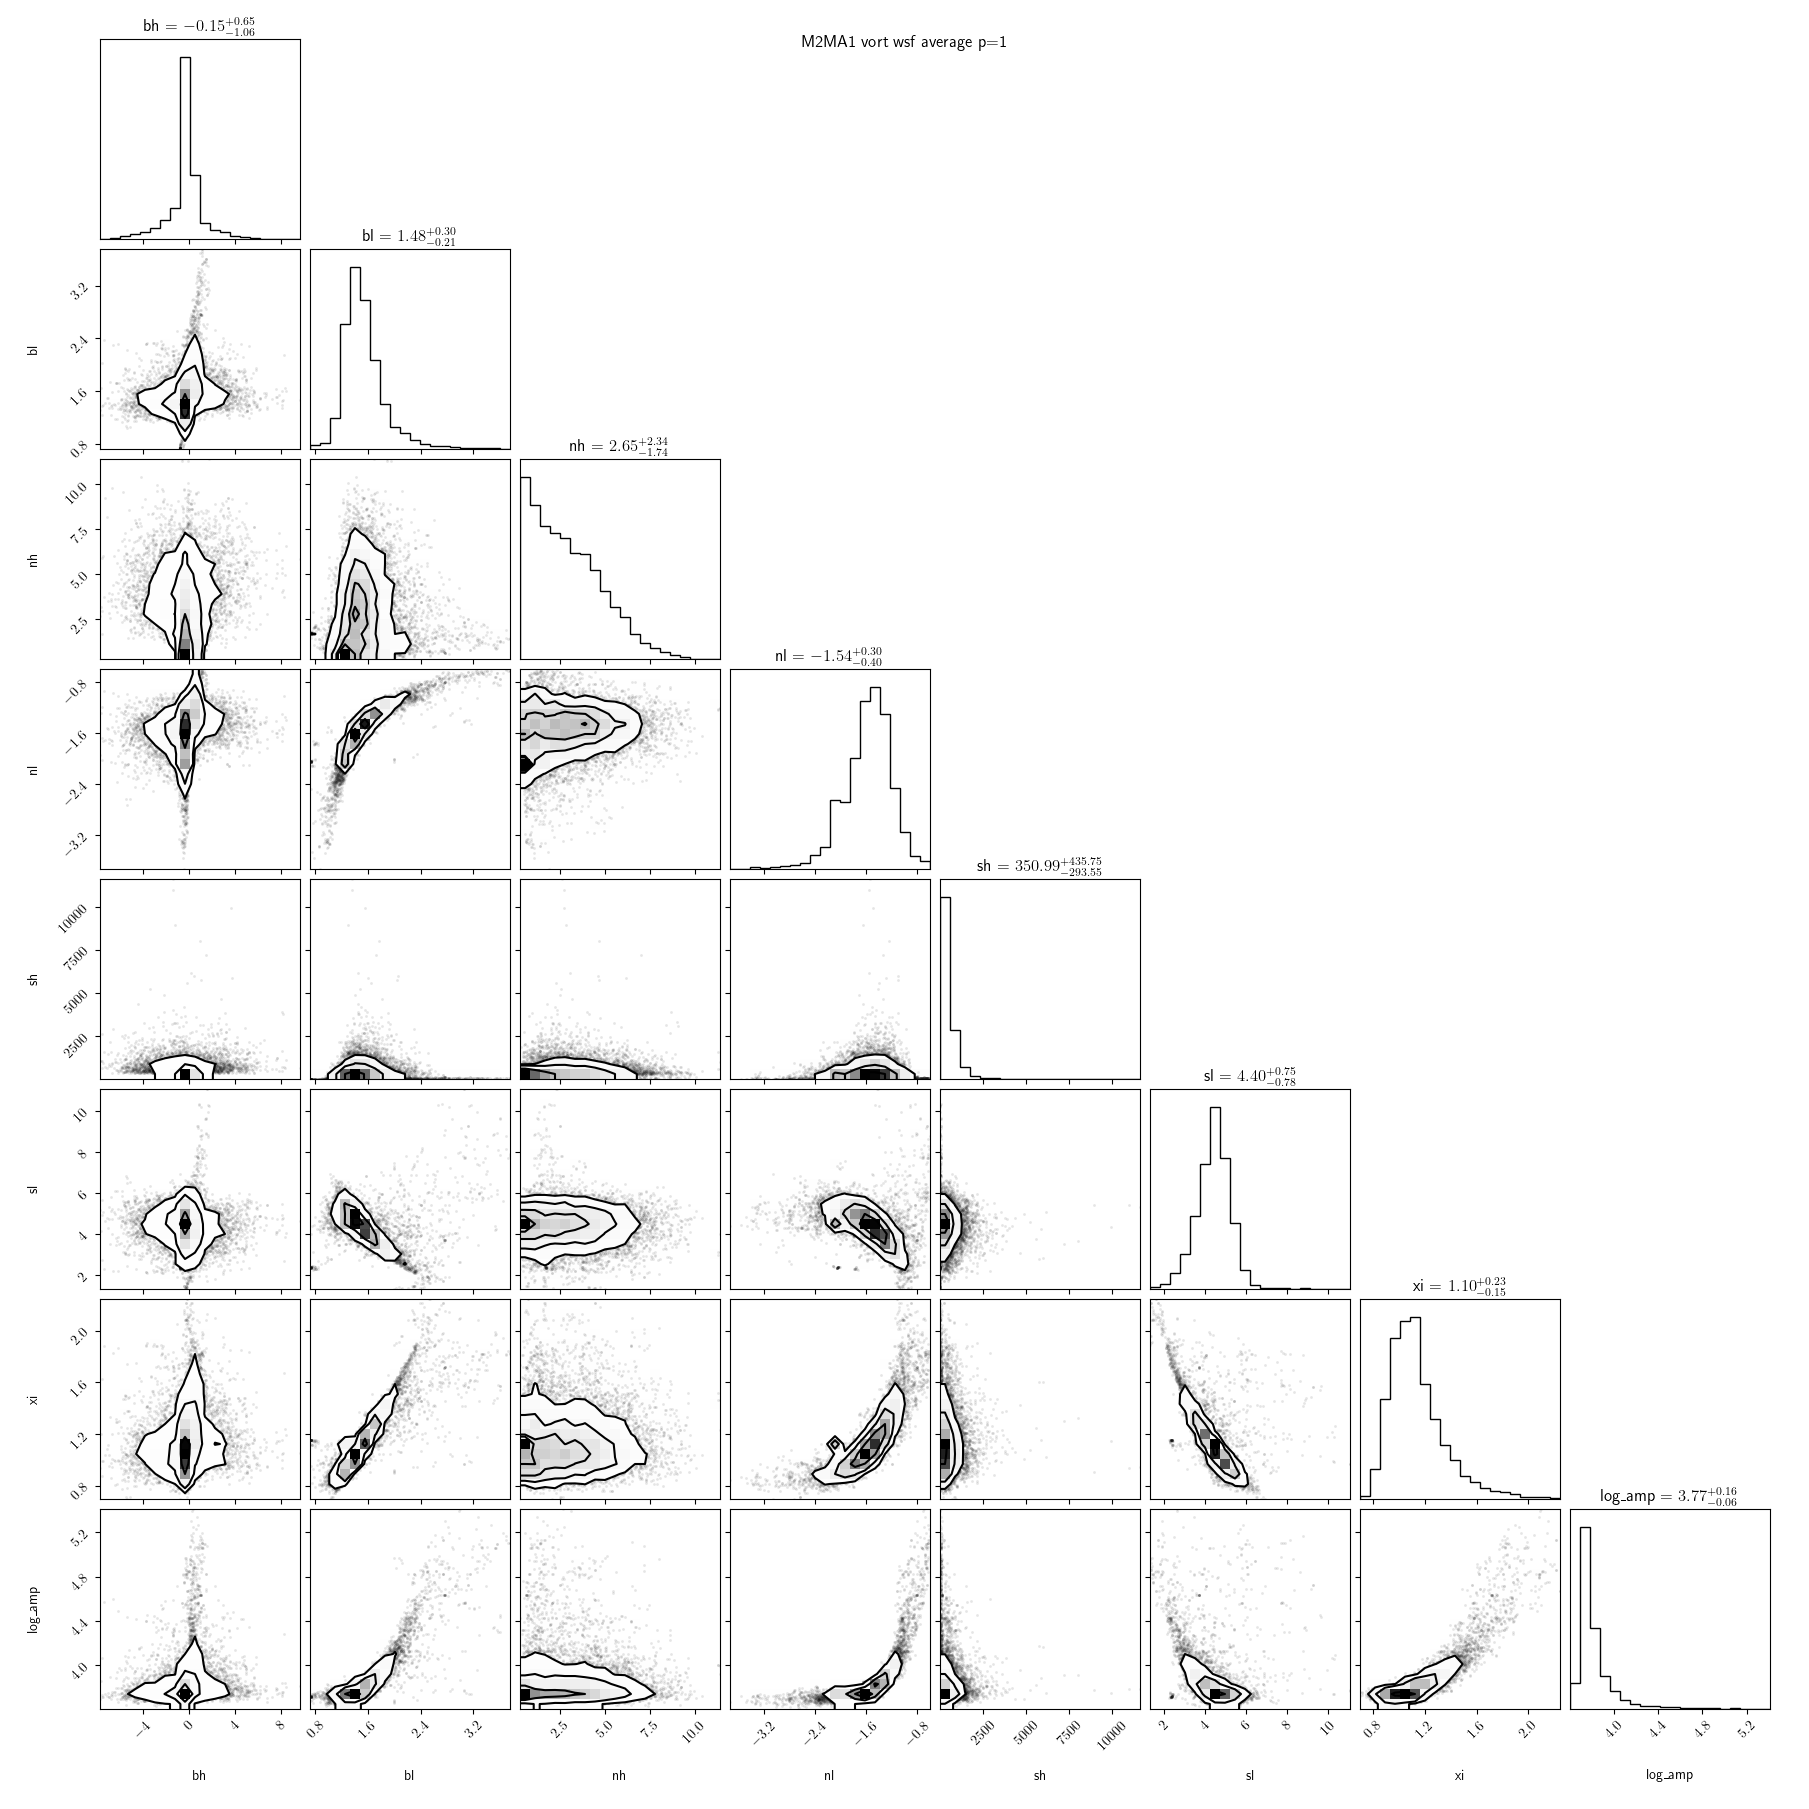 bh = −0.15 +0.65 −1.06
M2MA1 vort wsf average p=1
bl = 1.48 +0.30 −0.21
3.2
2.4
bl
1.6
0.8
nh = 2.65 +2.34 −1.74
10.0
7.5
nh
5.0
2.5
nl = −1.54 +0.30 −0.40
−0.8
−1.6
nl
−2.4
−3.2
sh = 350.99 +435.75 −293.55
10000
7500
sh
5000
2500
sl = 4.40 +0.75 −0.78
10
8
sl
6
4
2
xi = 1.10 +0.23 −0.15
2.0
1.6
xi
1.2
0.8
log_amp = 3.77 +0.16 −0.06
5.2
4.8
log_amp
4.4
4.0
−4 0 4 8
0.8 1.6 2.4 3.2
2.5 5.0 7.5 10.0
−3.2 −2.4 −1.6 −0.8
2500 5000 7500 10000
2 4 6 8 10
0.8 1.2 1.6 2.0
4.0 4.4 4.8 5.2
bh bl nh nl sh sl xi log_amp